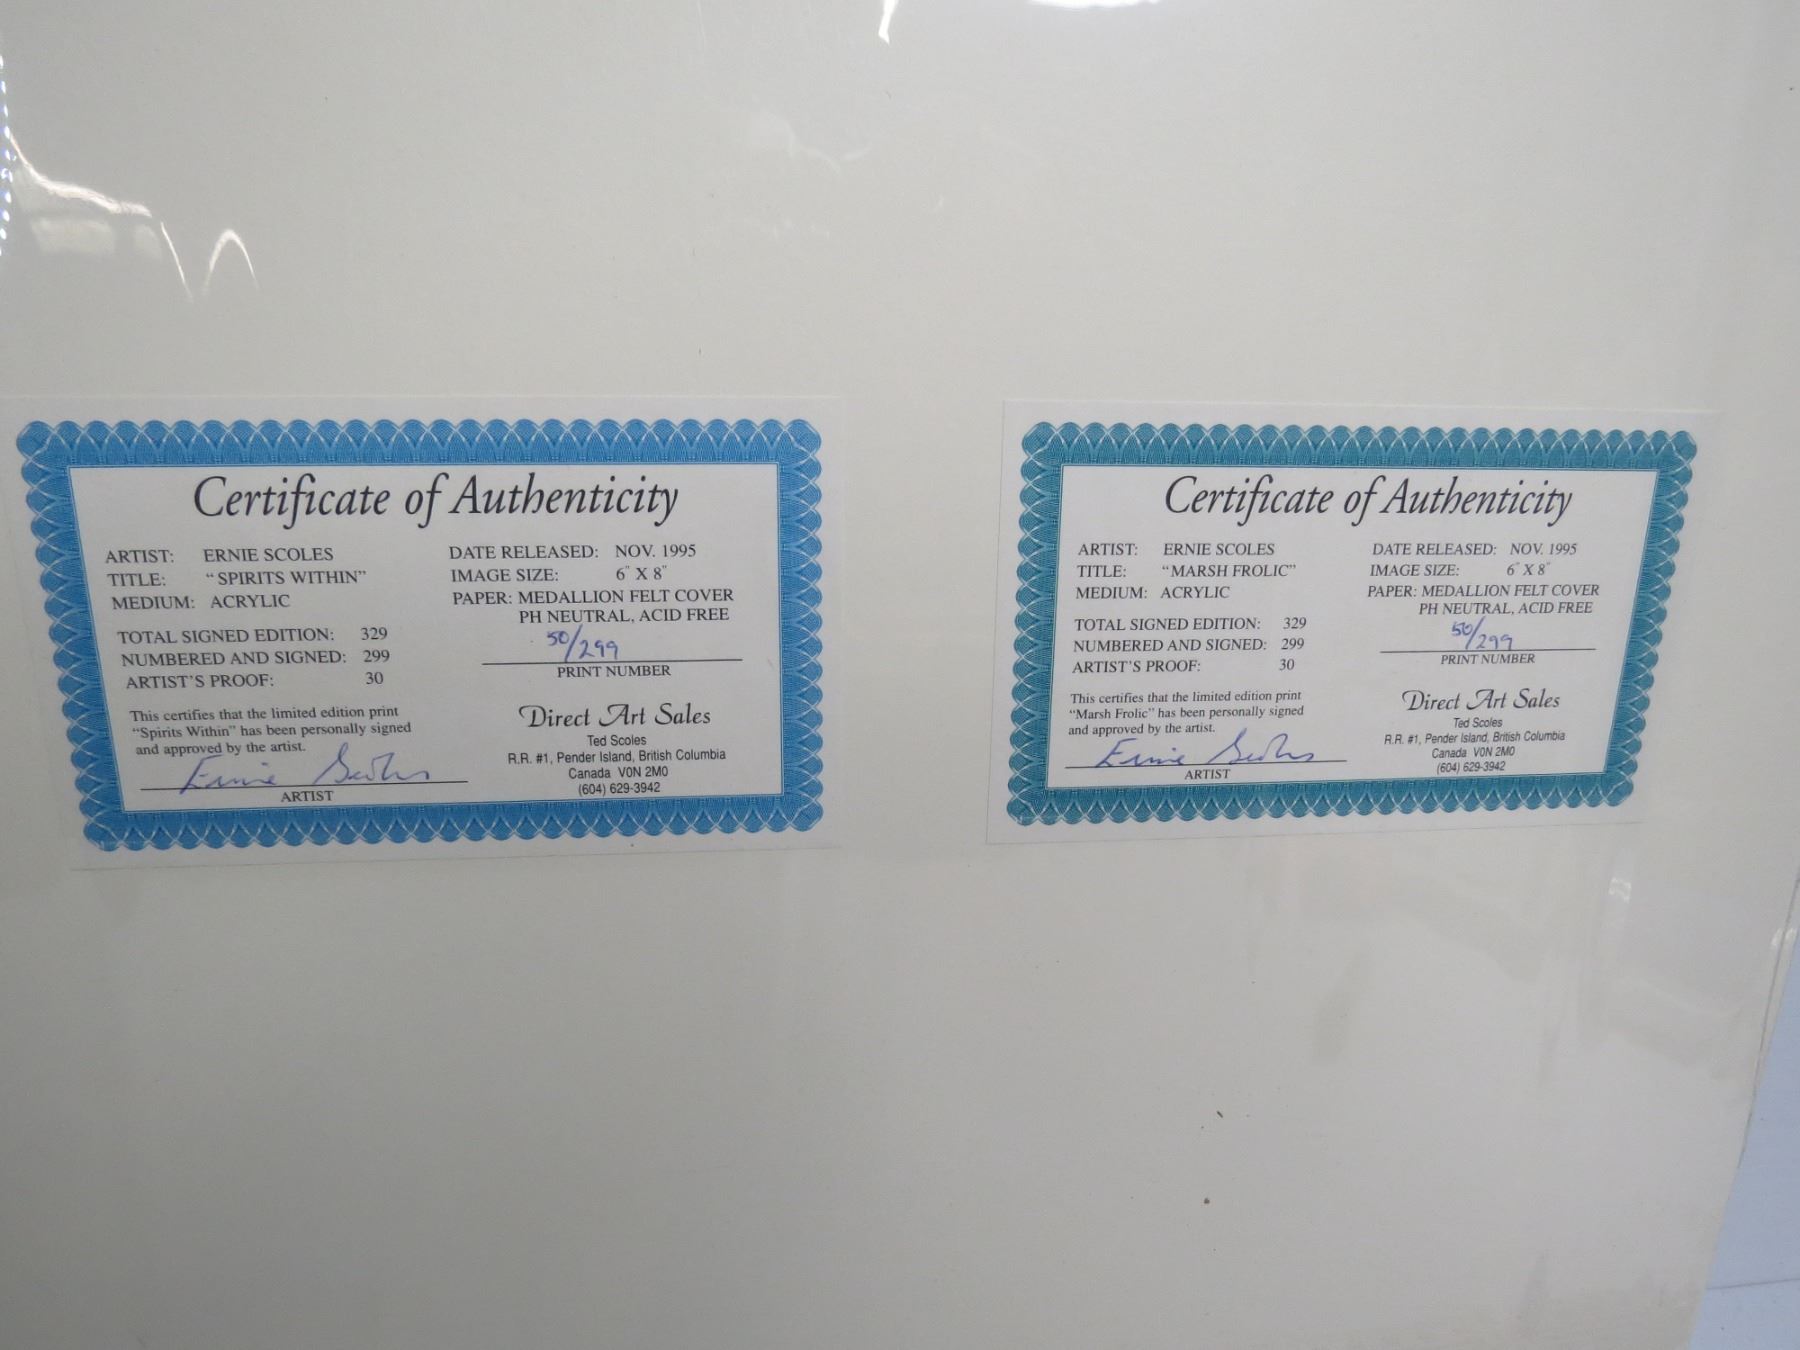 Certificate of Authenticity
ARTIST: ERNIE SCOLES
TITLE: "SPIRITS WITHIN"
MEDIUM: ACRYLIC
TOTAL SIGNED EDITION: 329
NUMBERED AND SIGNED: 299
ARTIST'S PROOF: 30
This certifies that the limited edition print
"Spirits Within" has been personally signed
and approved by the artist.
Ernie Scoles
ARTIST
DATE RELEASED: NOV. 1995
IMAGE SIZE: 6" X 8"
PAPER: MEDALLION FELT COVER
PH NEUTRAL, ACID FREE
50/299
PRINT NUMBER
Direct Art Sales
Ted Scoles
R.R. #1, Pender Island, British Columbia
Canada V0N 2M0
(604) 629-3942
Certificate of Authenticity
ARTIST: ERNIE SCOLES
TITLE: "MARSH FROLIC"
MEDIUM: ACRYLIC
TOTAL SIGNED EDITION: 329
NUMBERED AND SIGNED: 299
ARTIST'S PROOF: 30
This certifies that the limited edition print
"Marsh Frolic" has been personally signed
and approved by the artist.
Ernie Scoles
ARTIST
DATE RELEASED: NOV. 1995
IMAGE SIZE: 6" X 8"
PAPER: MEDALLION FELT COVER
PH NEUTRAL, ACID FREE
50/299
PRINT NUMBER
Direct Art Sales
Ted Scoles
R.R. #1, Pender Island, British Columbia
Canada V0N 2M0
(604) 629-3942